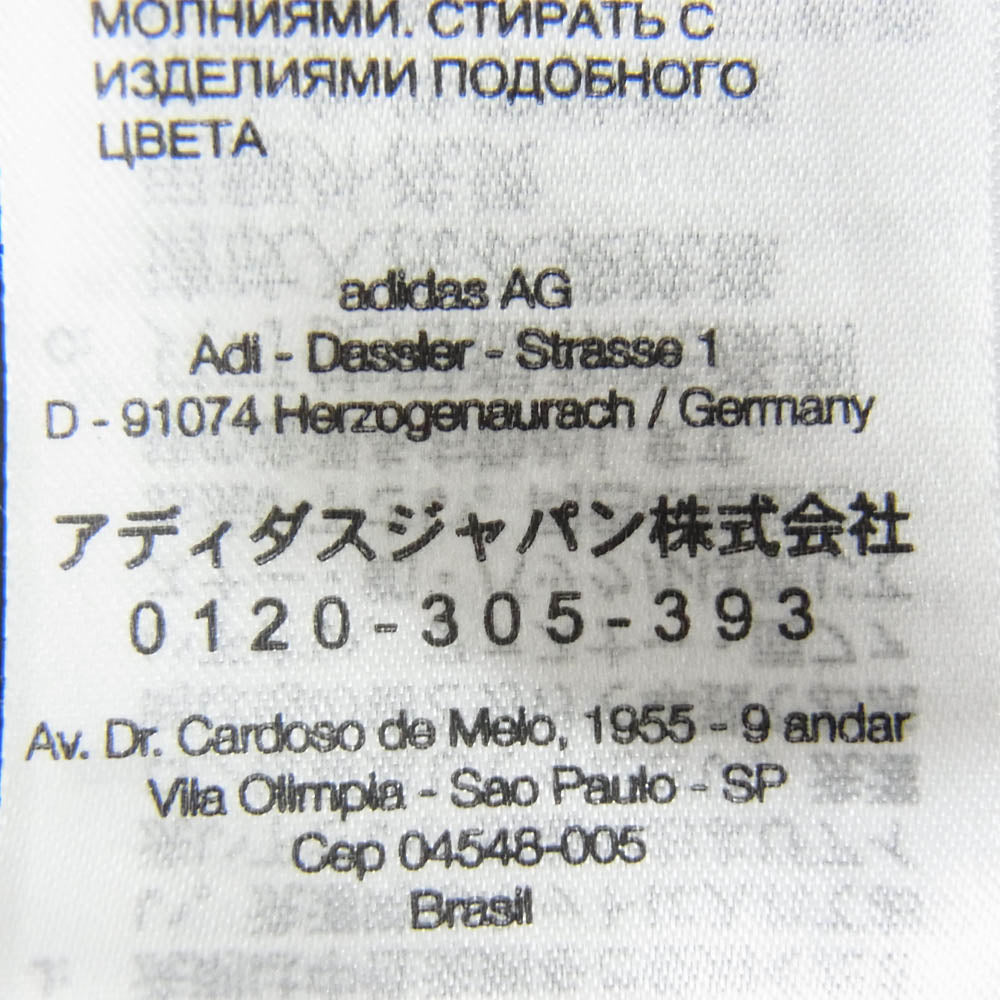 МОЛНИЯМИ. СТИРАТЬ С
ИЗДЕЛИЯМИ ПОДОБНОГО
ЦВЕТА
adidas AG
Adi - Dassler - Strasse 1
D - 91074 Herzogenaurach / Germany
アディダスジャパン株式会社
0120-305-393
Av. Dr. Cardoso de Melo, 1955 - 9 andar
Vila Olimpia - Sao Paulo - SP
Cep 04548-005
Brasil